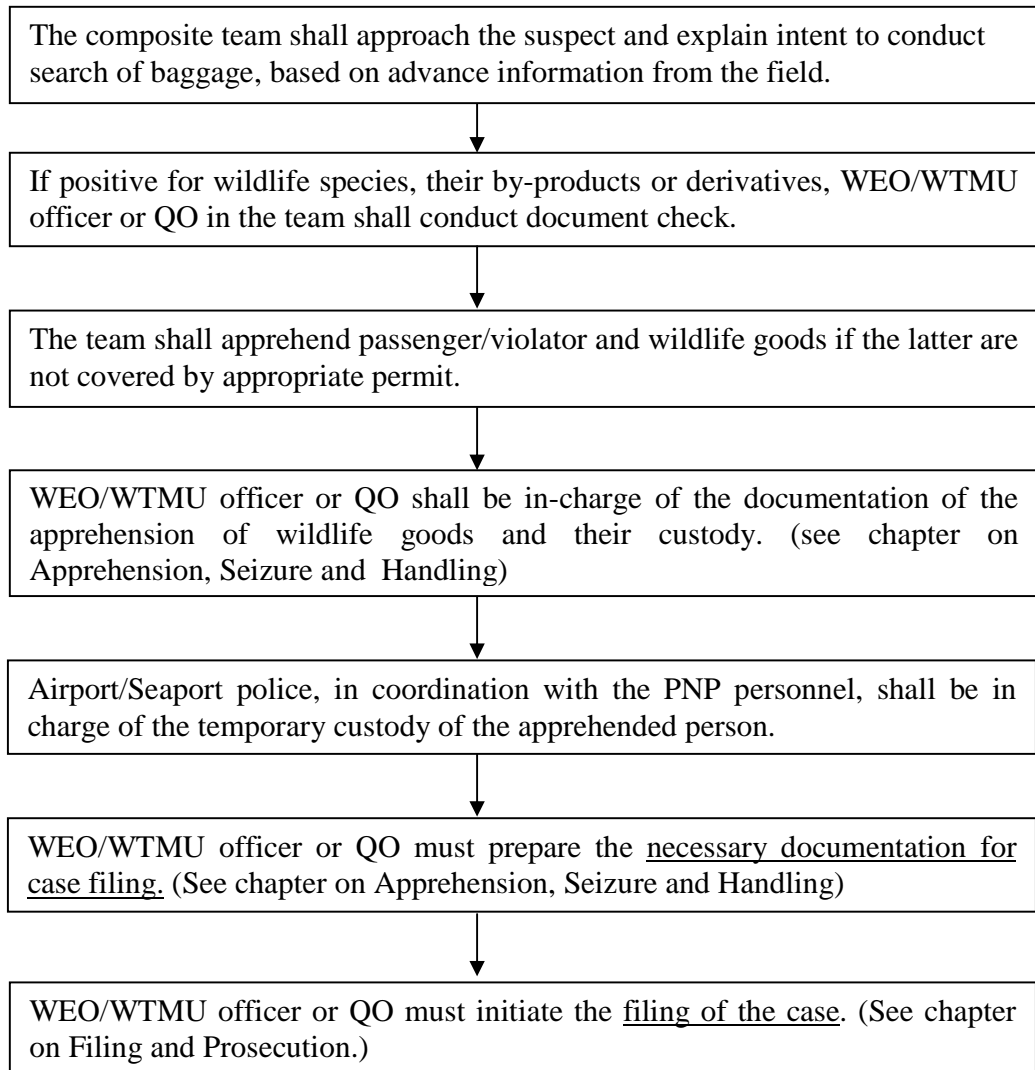 The composite team shall approach the suspect and explain intent to conduct
search of baggage, based on advance information from the field.
If positive for wildlife species, their by-products or derivatives, WEO/WTMU
officer or QO in the team shall conduct document check.
The team shall apprehend passenger/violator and wildlife goods if the latter are
not covered by appropriate permit.
WEO/WTMU officer or QO shall be in-charge of the documentation of the
apprehension of wildlife goods and their custody. (see chapter on
Apprehension, Seizure and Handling)
Airport/Seaport police, in coordination with the PNP personnel, shall be in
charge of the temporary custody of the apprehended person.
WEO/WTMU officer or QO must prepare the necessary documentation for
case filing. (See chapter on Apprehension, Seizure and Handling)
WEO/WTMU officer or QO must initiate the filing of the case. (See chapter
on Filing and Prosecution.)